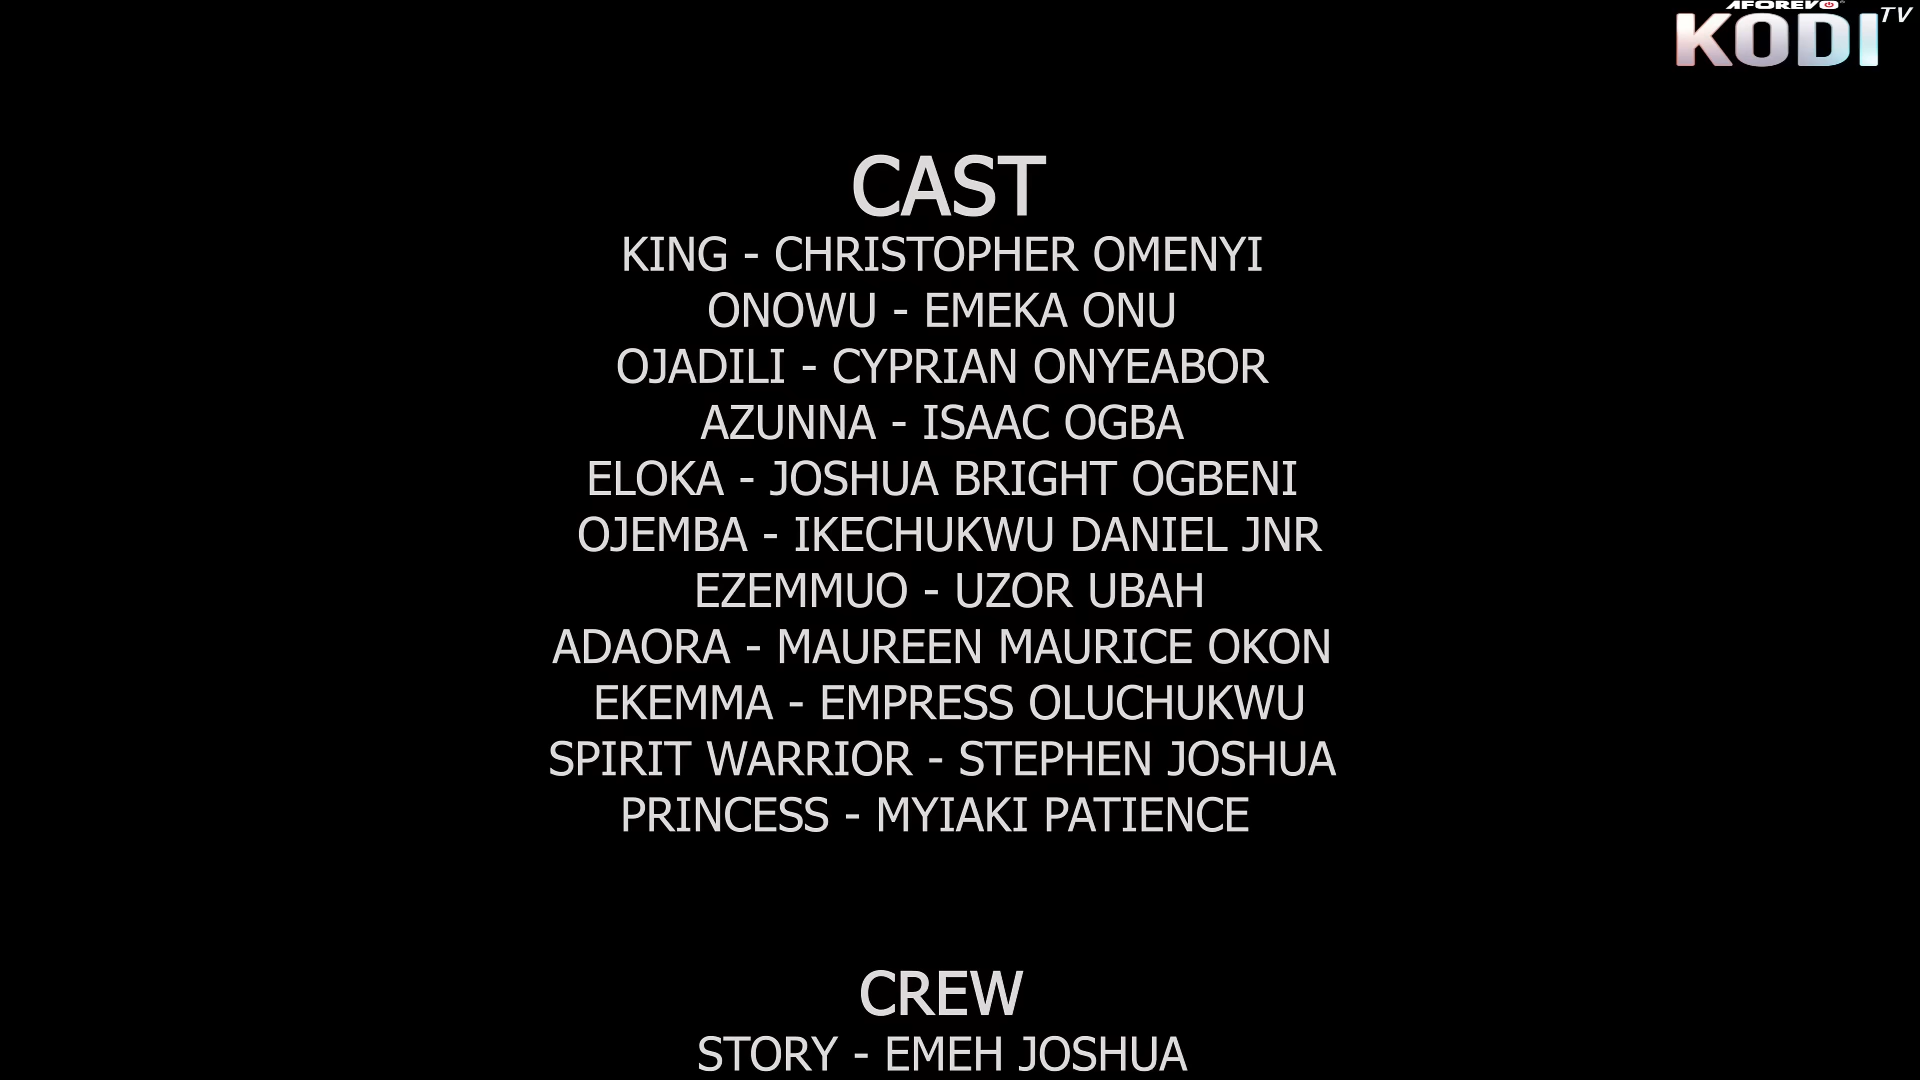 AFOREVO
KODI TV
CAST
KING - CHRISTOPHER OMENYI
ONOWU - EMEKA ONU
OJADILI - CYPRIAN ONYEABOR
AZUNNA - ISAAC OGBA
ELOKA - JOSHUA BRIGHT OGBENI
OJEMBA - IKECHUKWU DANIEL JNR
EZEMMUO - UZOR UBAH
ADAORA - MAUREEN MAURICE OKON
EKEMMA - EMPRESS OLUCHUKWU
SPIRIT WARRIOR - STEPHEN JOSHUA
PRINCESS - MYIAKI PATIENCE
CREW
STORY - EMEH JOSHUA